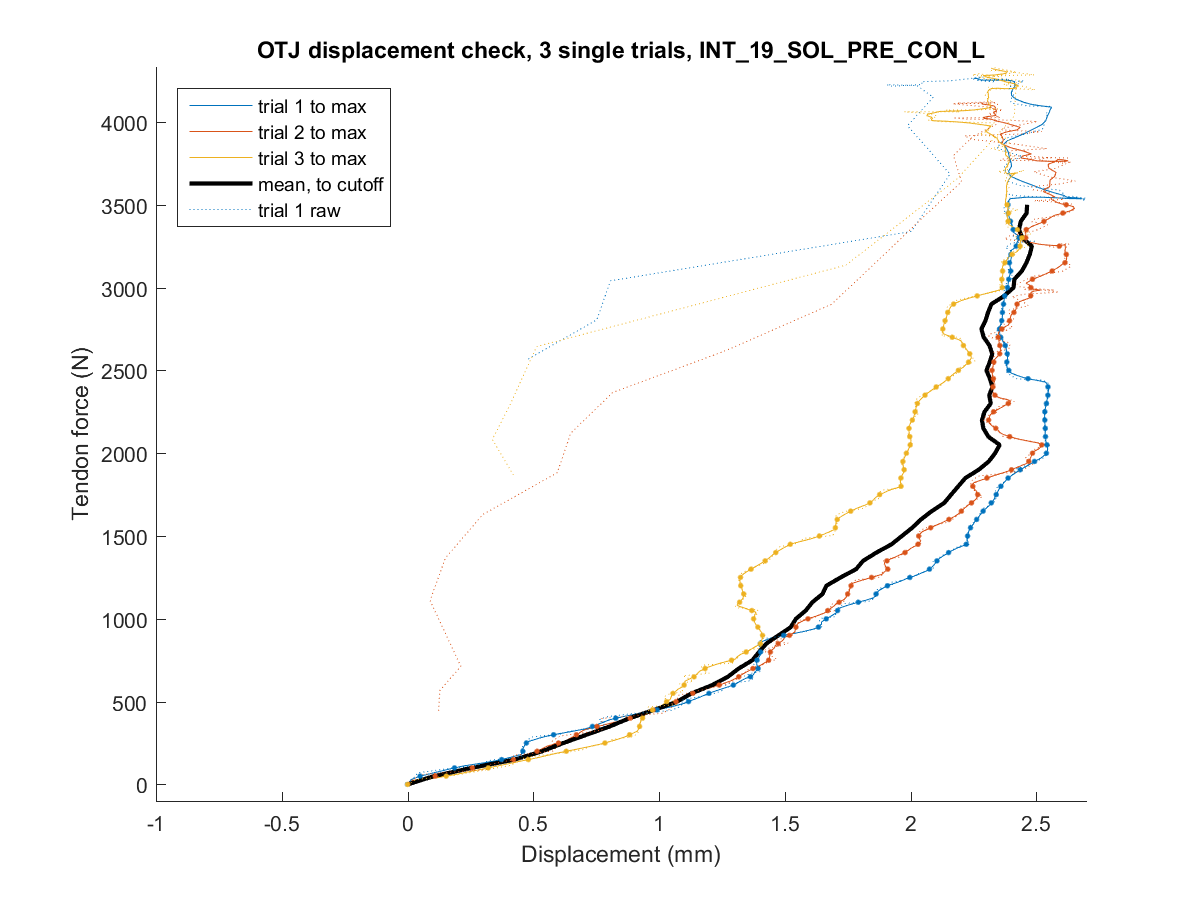 OTJ displacement check, 3 single trials, INT_19_SOL_PRE_CON_L
trial 1 to max
trial 2 to max
trial 3 to max
mean, to cutoff
trial 1 raw
Tendon force (N)
4000
3500
3000
2500
2000
1500
1000
500
0
-1
-0.5
0
0.5
1
1.5
2
2.5
Displacement (mm)